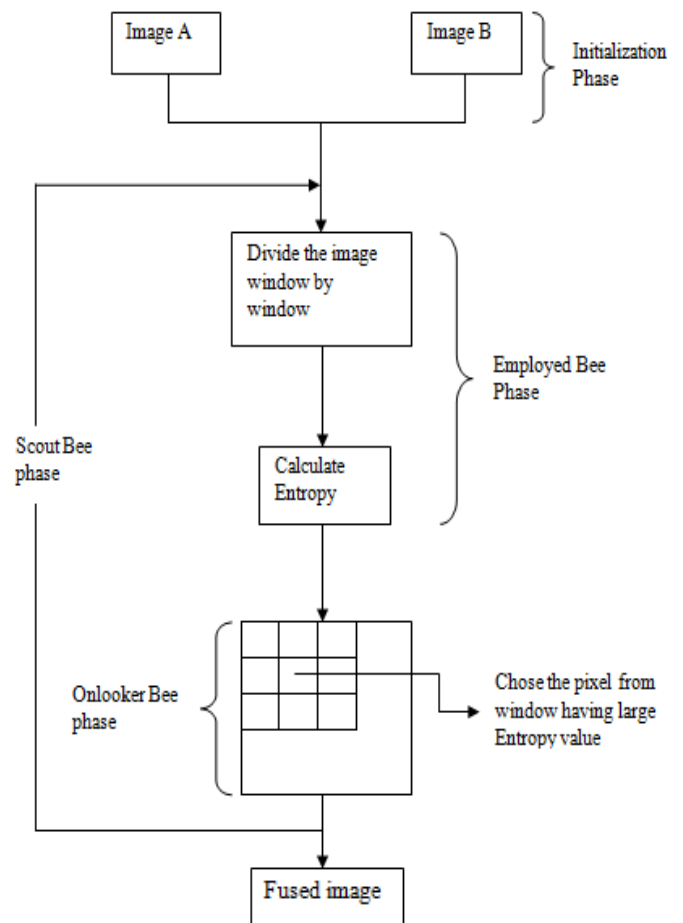 Image A
Image B
Initialization
Phase
Divide the image
window by
window
Employed Bee
Phase
Scout Bee
phase
Calculate
Entropy
Onlooker Bee
phase
Chose the pixel from
window having large
Entropy value
Fused image